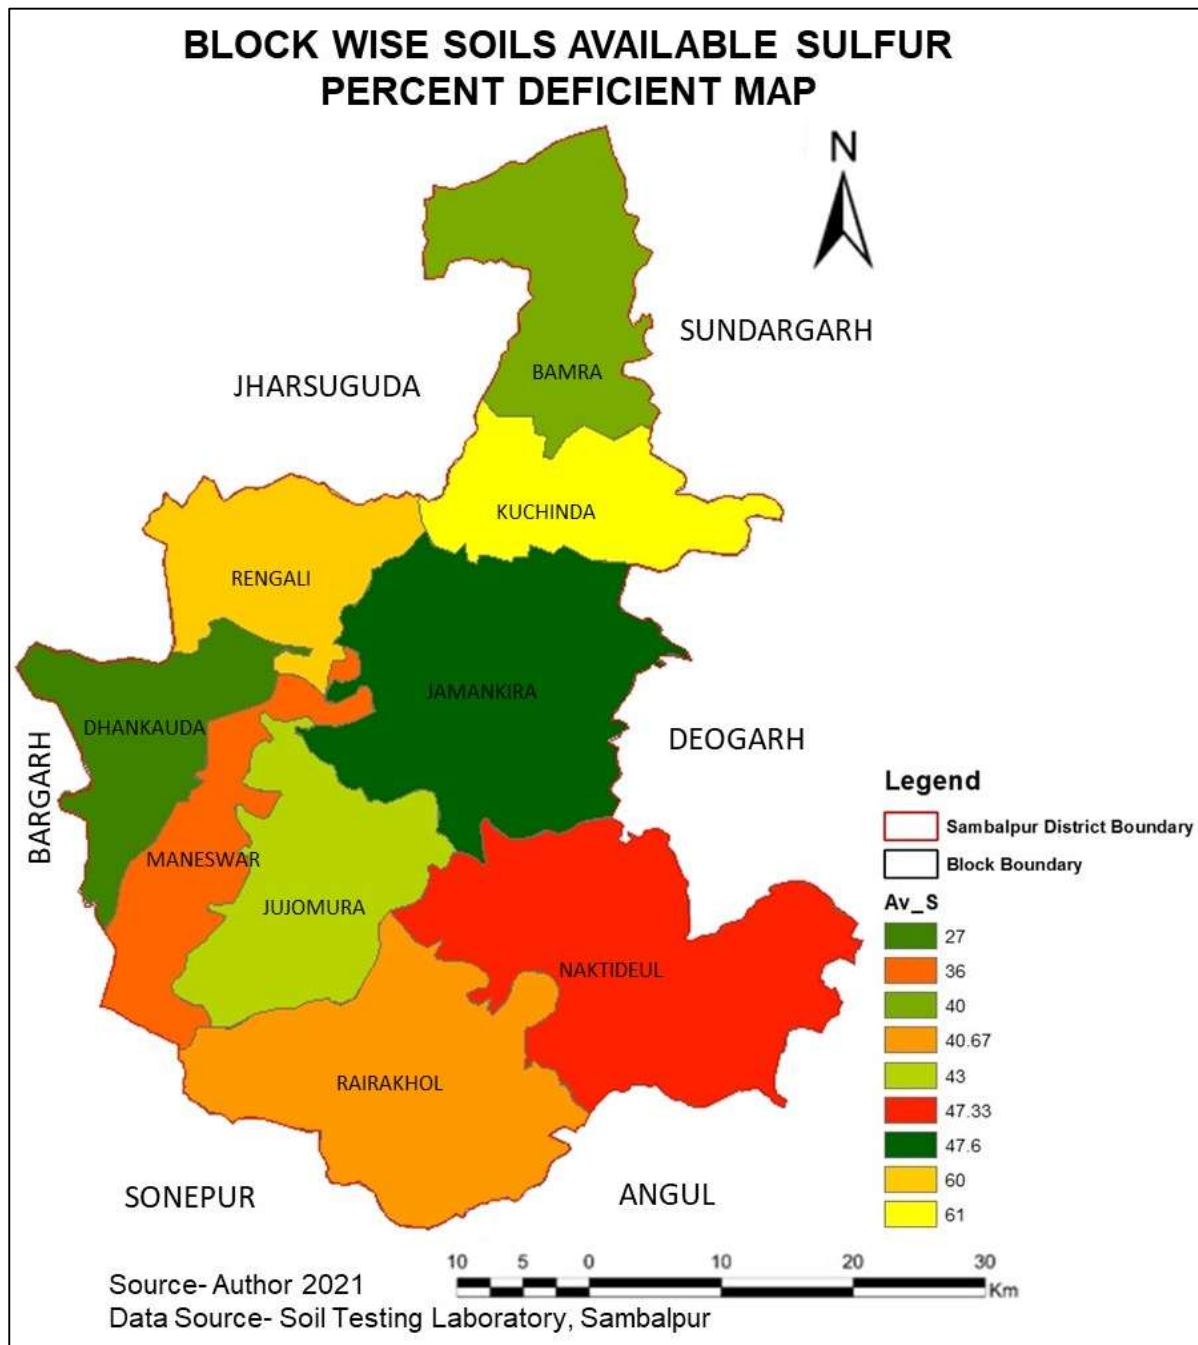 BLOCK WISE SOILS AVAILABLE SULFUR
PERCENT DEFICIENT MAP
N
SUNDARGARH
JHARSUGUDA
BAMRA
KUCHINDA
RENGALI
JAMANKIRA
DHANKAUDA
DEOGARH
BARGARH
MANESWAR
JUJOMURA
NAKTIDEUL
RAIRAKHOL
SONEPUR
ANGUL
Legend
Sambalpur District Boundary
Block Boundary
Av_S
27
36
40
40.67
43
47.33
47.6
60
61
10 5 0 10 20 30
Km
Source- Author 2021
Data Source- Soil Testing Laboratory, Sambalpur